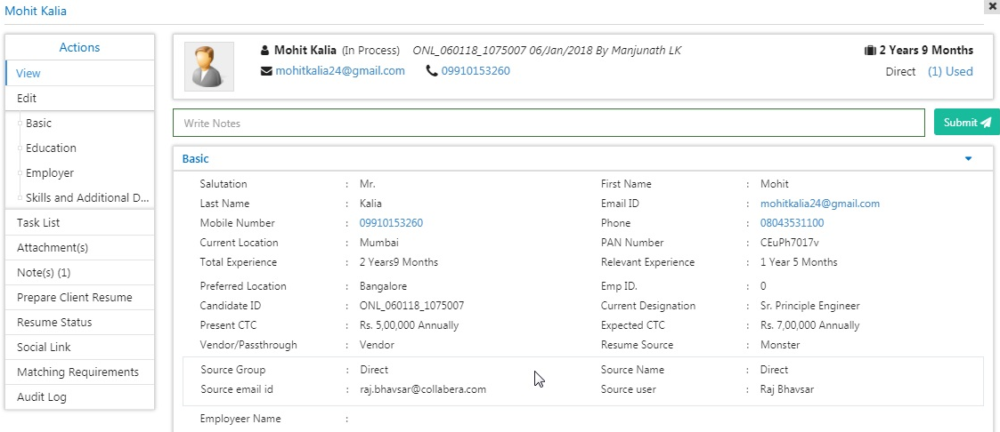 Mohit Kalia
Actions
View
Edit
Basic
Education
Employer
Skills and Additional D...
Task List
Attachment(s)
Note(s) (1)
Prepare Client Resume
Resume Status
Social Link
Matching Requirements
Audit Log
Mohit Kalia (In Process) ONL_060118_1075007 06/Jan/2018 By Manjunath LK 2 Years 9 Months
mohitkalia24@gmail.com 09910153260 Direct (1) Used
Write Notes Submit
Basic
Salutation : Mr. First Name : Mohit
Last Name : Kalia Email ID : mohitkalia24@gmail.com
Mobile Number : 09910153260 Phone : 08043531100
Current Location : Mumbai PAN Number : CEuPh7017v
Total Experience : 2 Years9 Months Relevant Experience : 1 Year 5 Months
Preferred Location : Bangalore Emp ID. : 0
Candidate ID : ONL_060118_1075007 Current Designation : Sr. Principle Engineer
Present CTC : Rs. 5,00,000 Annually Expected CTC : Rs. 7,00,000 Annually
Vendor/Passthrough : Vendor Resume Source : Monster
Source Group : Direct Source Name : Direct
Source email id : raj.bhavsar@collabera.com Source user : Raj Bhavsar
Employeer Name :